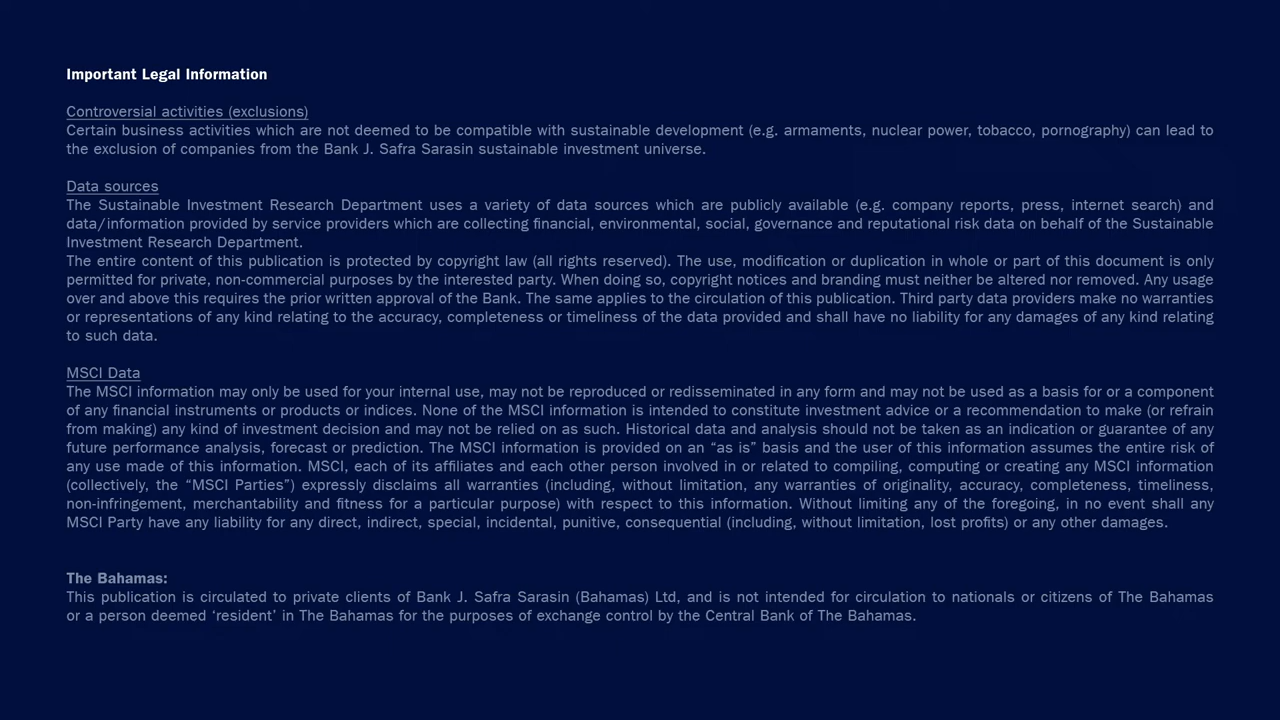 Important Legal Information
Controversial activities (exclusions)
Certain business activities which are not deemed to be compatible with sustainable development (e.g. armaments, nuclear power, tobacco, pornography) can lead to
the exclusion of companies from the Bank J. Safra Sarasin sustainable investment universe.
Data sources
The Sustainable Investment Research Department uses a variety of data sources which are publicly available (e.g. company reports, press, internet search) and
data/information provided by service providers which are collecting financial, environmental, social, governance and reputational risk data on behalf of the Sustainable
Investment Research Department.
The entire content of this publication is protected by copyright law (all rights reserved). The use, modification or duplication in whole or part of this document is only
permitted for private, non-commercial purposes by the interested party. When doing so, copyright notices and branding must neither be altered nor removed. Any usage
over and above this requires the prior written approval of the Bank. The same applies to the circulation of this publication. Third party data providers make no warranties
or representations of any kind relating to the accuracy, completeness or timeliness of the data provided and shall have no liability for any damages of any kind relating
to such data.
MSCI Data
The MSCI information may only be used for your internal use, may not be reproduced or redisseminated in any form and may not be used as a basis for or a component
of any financial instruments or products or indices. None of the MSCI information is intended to constitute investment advice or a recommendation to make (or refrain
from making) any kind of investment decision and may not be relied on as such. Historical data and analysis should not be taken as an indication or guarantee of any
future performance analysis, forecast or prediction. The MSCI information is provided on an “as is” basis and the user of this information assumes the entire risk of
any use made of this information. MSCI, each of its affiliates and each other person involved in or related to compiling, computing or creating any MSCI information
(collectively, the “MSCI Parties”) expressly disclaims all warranties (including, without limitation, any warranties of originality, accuracy, completeness, timeliness,
non-infringement, merchantability and fitness for a particular purpose) with respect to this information. Without limiting any of the foregoing, in no event shall any
MSCI Party have any liability for any direct, indirect, special, incidental, punitive, consequential (including, without limitation, lost profits) or any other damages.
The Bahamas:
This publication is circulated to private clients of Bank J. Safra Sarasin (Bahamas) Ltd, and is not intended for circulation to nationals or citizens of The Bahamas
or a person deemed ‘resident’ in The Bahamas for the purposes of exchange control by the Central Bank of The Bahamas.